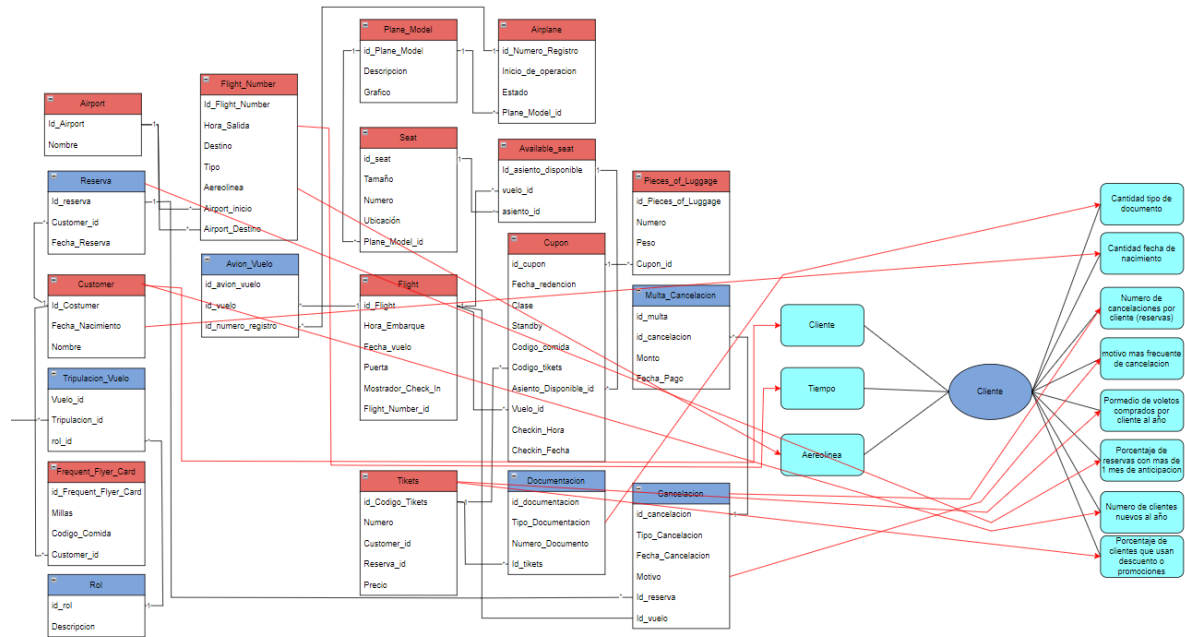 Plane_Model
id_Plane_Model
Descripcion
Grafico
Airplane
id_Numero_Registro
Inicio_de_operacion
Estado
Plane_Model_id
Flight_Number
Id_Flight_Number
Hora_Salida
Destino
Tipo
Aereolinea
Airport_inicio
Airport_Destino
Airport
Id_Airport
Nombre
Seat
id_seat
Tamaño
Numero
Ubicación
Plane_Model_id
Available_seat
Id_asiento_disponible
vuelo_id
asiento_id
Reserva
Id_reserva
Customer_id
Fecha_Reserva
Pieces_of_Luggage
id_Pieces_of_Luggage
Numero
Peso
Cupon_id
Cupon
id_cupon
Fecha_redencion
Clase
Standby
Codigo_comida
Codigo_tikets
Asiento_Disponible_id
Vuelo_id
Checkin_Hora
Checkin_Fecha
Avion_Vuelo
id_avion_vuelo
id_vuelo
id_numero_registro
Customer
Id_Costumer
Fecha_Nacimiento
Nombre
Flight
id_Flight
Hora_Embarque
Fecha_vuelo
Puerta
Mostrador_Check_In
Flight_Number_id
Multa_Cancelacion
id_multa
id_cancelacion
Monto
Fecha_Pago
Tripulacion_Vuelo
Vuelo_id
Tripulacion_id
rol_id
Frequent_Flyer_Card
id_Frequent_Flyer_Card
Millas
Codigo_Comida
Customer_id
Tikets
id_Codigo_Tikets
Numero
Customer_id
Reserva_id
Precio
Documentacion
id_documentacion
Tipo_Documentacion
Numero_Documento
Id_tikets
Cancelacion
id_cancelacion
Tipo_Cancelacion
Fecha_Cancelacion
Motivo
Id_reserva
Id_vuelo
Rol
id_rol
Descripcion
Cliente
Tiempo
Aereolinea
Cliente
Cantidad tipo de
documento
Cantidad fecha de
nacimiento
Numero de
cancelaciones por
cliente (reservas)
motivo mas frecuente
de cancelacion
Pormedio de voletos
comprados por
cliente al año
Porcentaje de
reservas con mas de
1 mes de anticipacion
Numero de clientes
nuevos al año
Porcentaje de
clientes que usan
descuento o
promociones